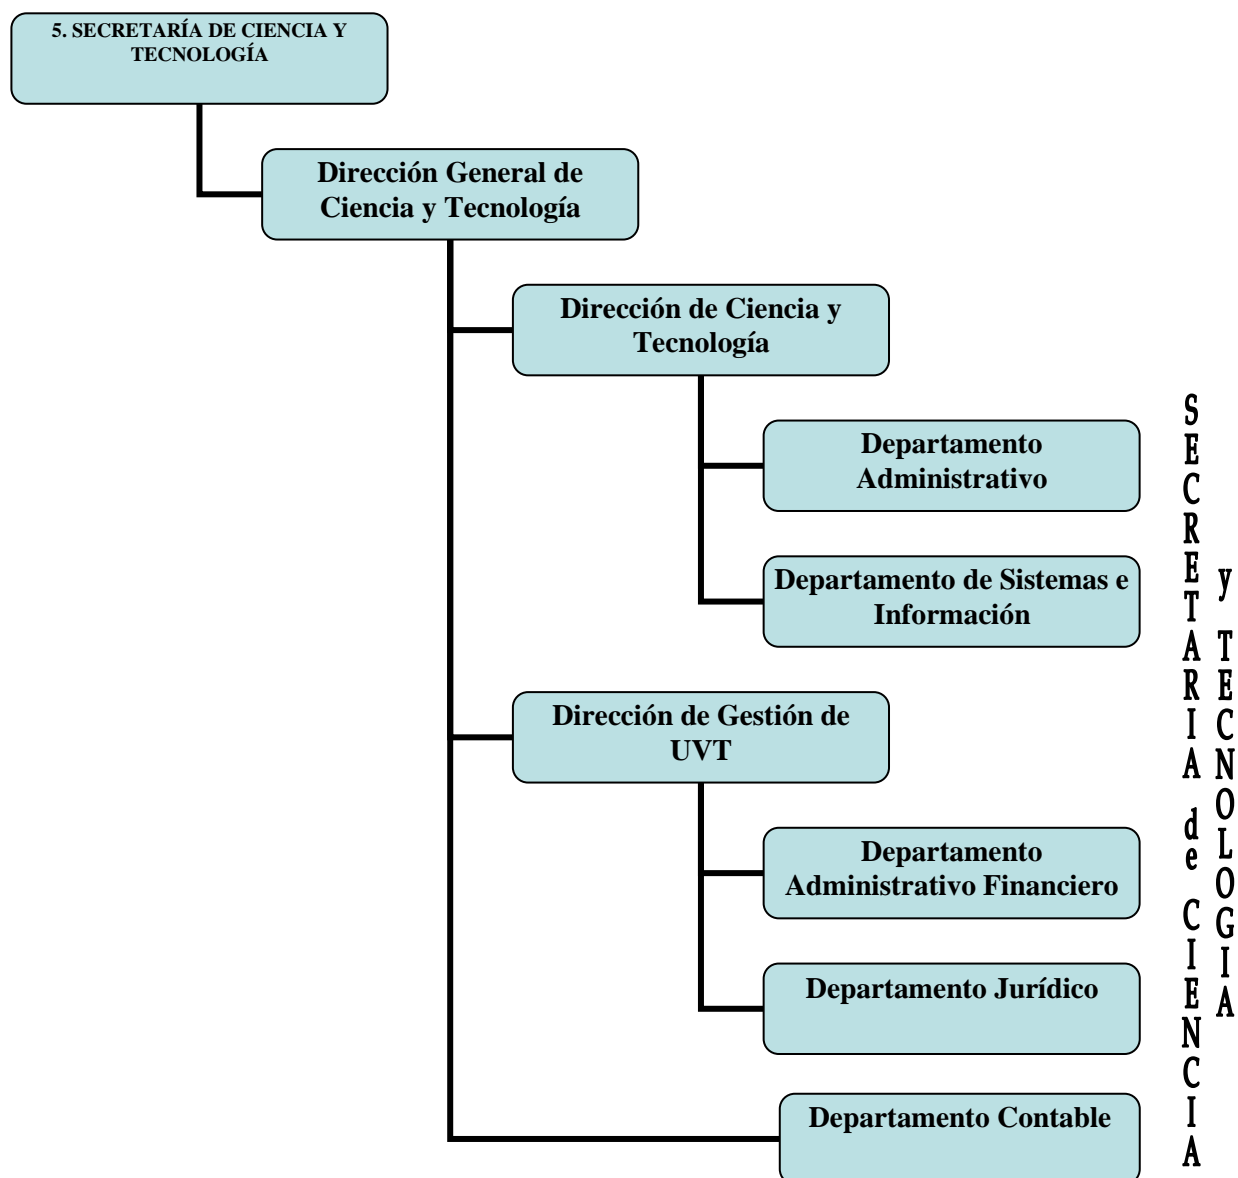 5. SECRETARÍA DE CIENCIA Y
TECNOLOGÍA
Dirección General de
Ciencia y Tecnología
Dirección de Ciencia y
Tecnología
Departamento
Administrativo
Departamento de Sistemas e
Información
Dirección de Gestión de
UVT
Departamento
Administrativo Financiero
Departamento Jurídico
Departamento Contable
SECRETARIA de CIENCIA
y TECNOLOGIA